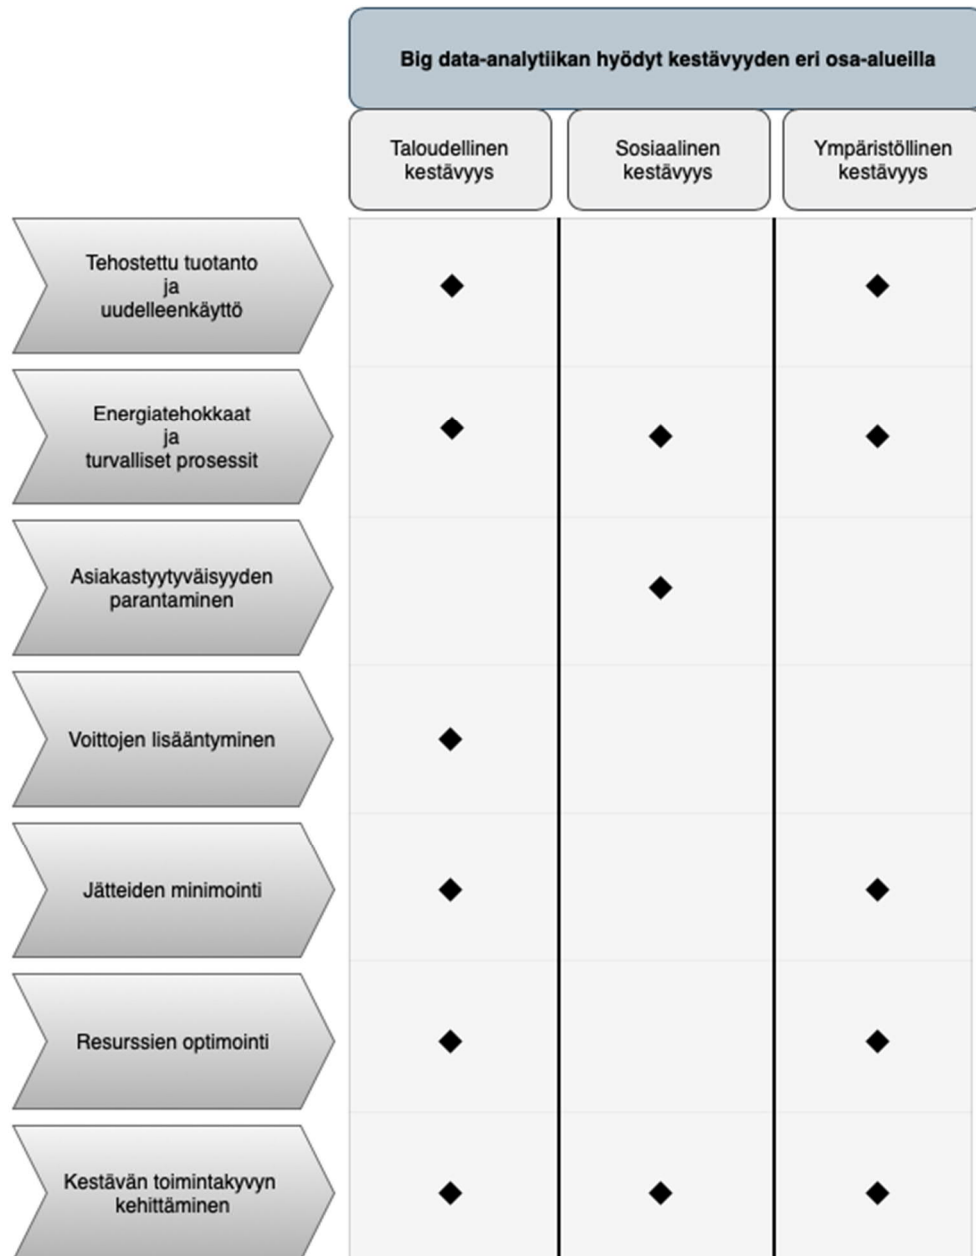 Big data-analytiikan hyödyt kestävyyden eri osa-alueilla
Taloudellinen
kestävyys
Sosiaalinen
kestävyys
Ympäristöllinen
kestävyys
Tehostettu tuotanto
ja
uudelleenkäyttö
Energiatehokkaat
ja
turvalliset prosessit
Asiakastyytyväisyyden
parantaminen
Voittojen lisääntyminen
Jätteiden minimointi
Resurssien optimointi
Kestävän toimintakyvyn
kehittäminen